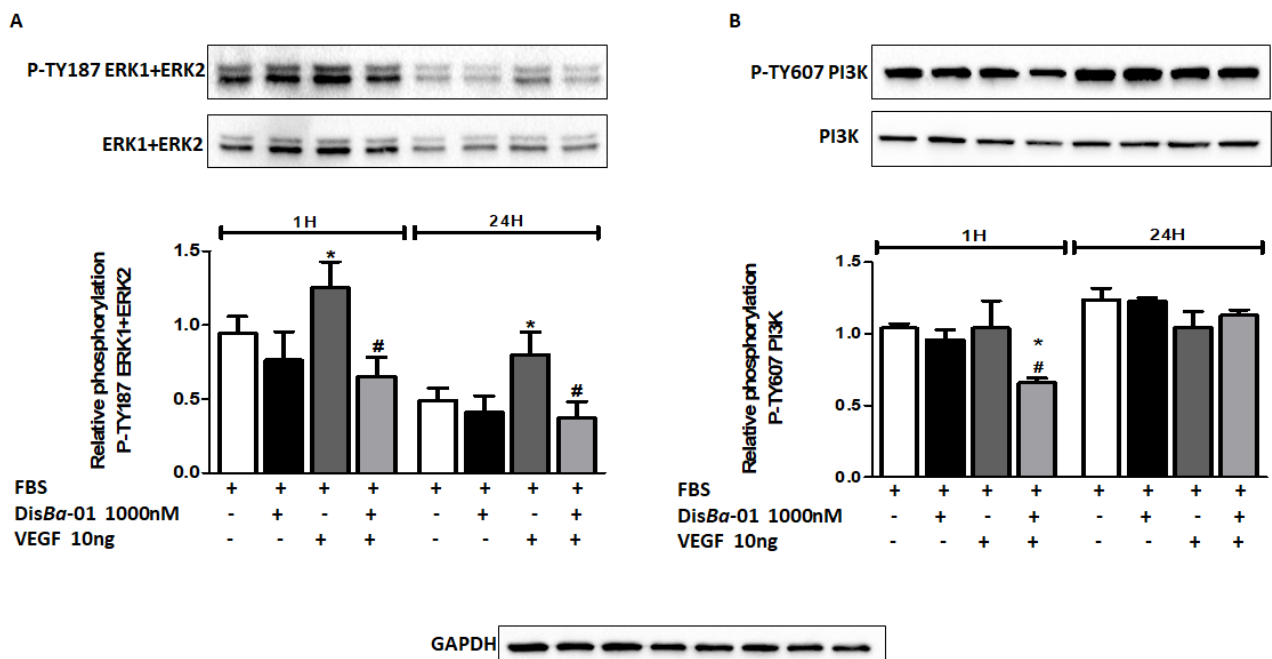 A
P-TY187 ERK1+ERK2
ERK1+ERK2
1H 24H
Relative phosphorylation
P-TY187 ERK1+ERK2
1.5
1.0
0.5
0.0
* # * #
FBS + + + + + + + +
DisBa-01 1000nM - + - + - + - +
VEGF 10ng - - + + - - + +
B
P-TY607 PI3K
PI3K
1H 24H
Relative phosphorylation
P-TY607 PI3K
1.5
1.0
0.5
0.0
*
#
FBS + + + + + + + +
DisBa-01 1000nM - + - + - + - +
VEGF 10ng - - + + - - + +
GAPDH